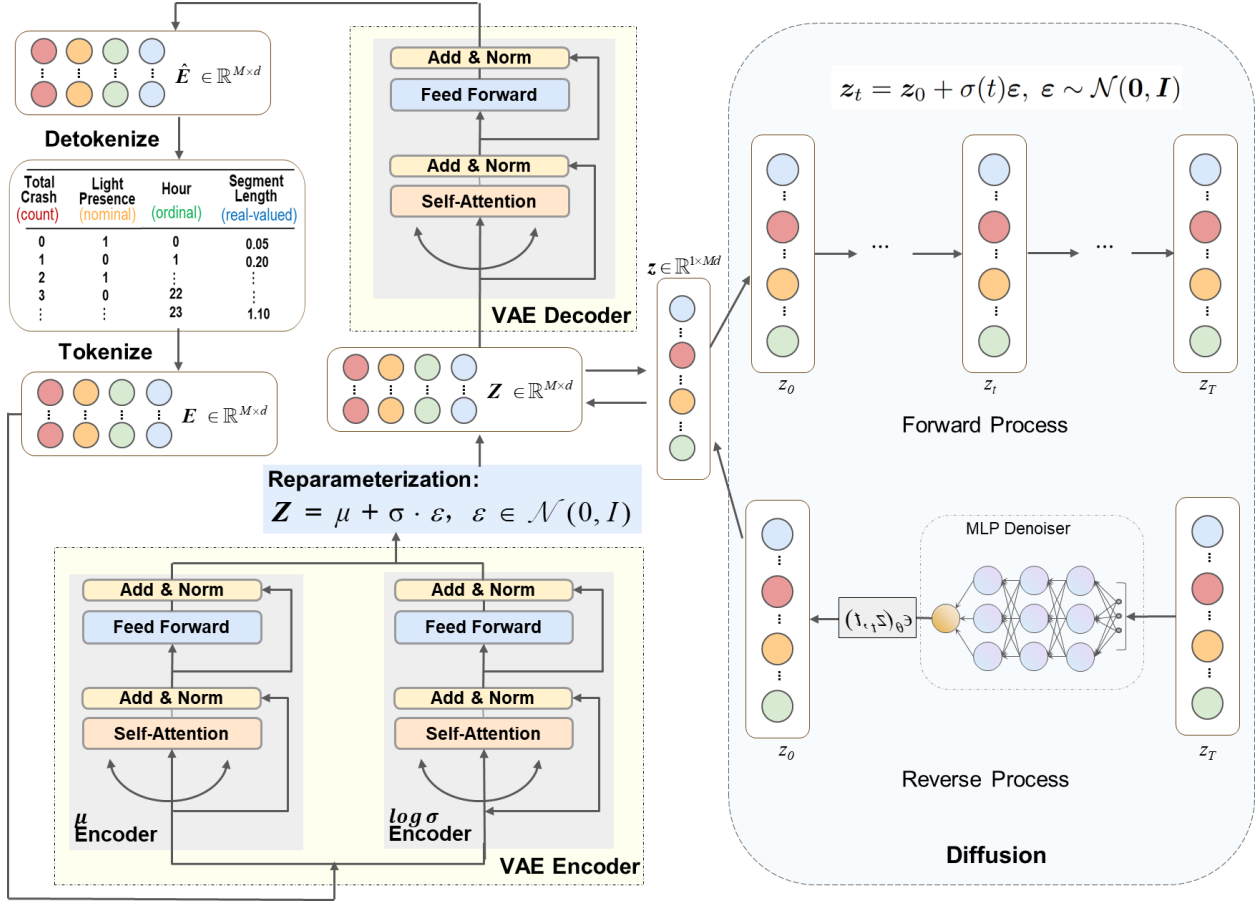 Ê ∈ ℝ^{M×d}
Detokenize
Total Crash (count) Light Presence (nominal) Hour (ordinal) Segment Length (real-valued)
0 1 0 0.05
1 0 1 0.20
2 1 ⋮ ⋮
3 0 22 ⋮
⋮ ⋮ 23 1.10
Tokenize
E ∈ ℝ^{M×d}
Add & Norm
Feed Forward
Add & Norm
Self-Attention
VAE Decoder
Z ∈ ℝ^{M×d}
z ∈ ℝ^{1×Md}
Reparameterization:
Z = μ + σ · ε, ε ∈ 𝒩(0, I)
Add & Norm
Feed Forward
Add & Norm
Self-Attention
μ
Encoder
Add & Norm
Feed Forward
Add & Norm
Self-Attention
log σ
Encoder
VAE Encoder
z_t = z_0 + σ(t)ε, ε ∼ 𝒩(0, I)
... ...
z_0 z_t z_T
Forward Process
MLP Denoiser
ϵ_θ(z_t,t)
z_0 z_T
Reverse Process
Diffusion